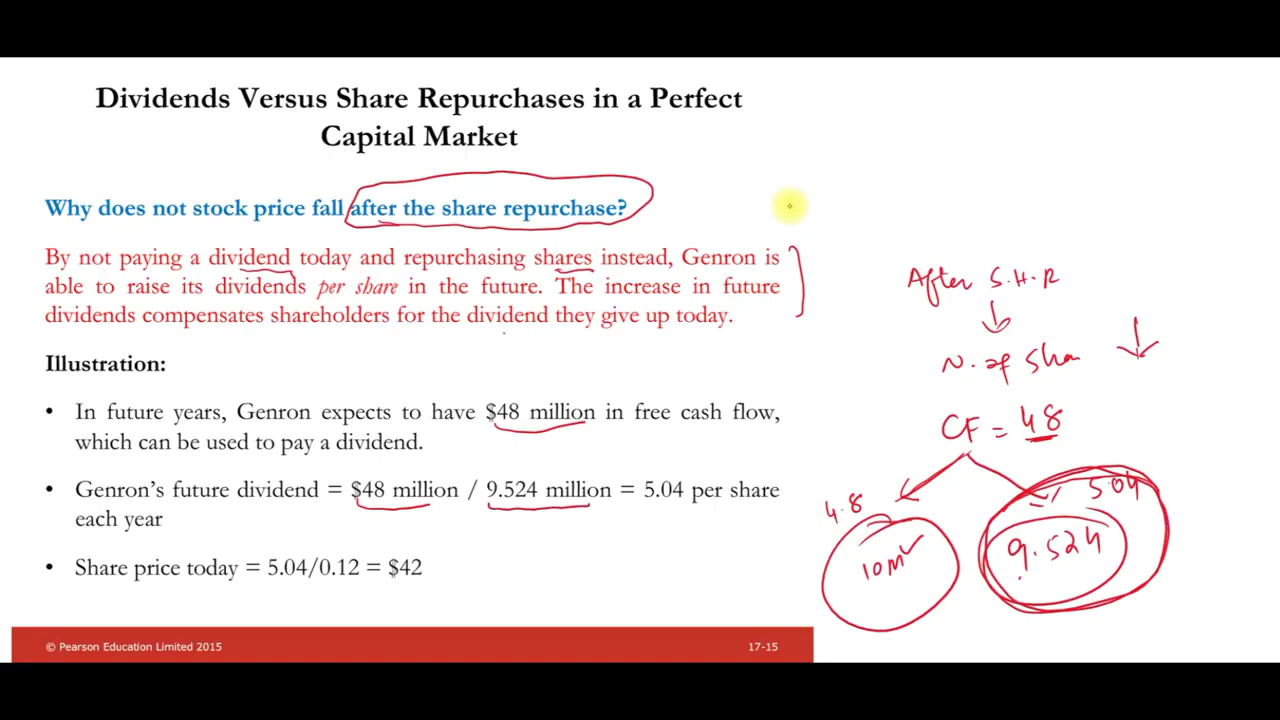 Dividends Versus Share Repurchases in a Perfect
Capital Market
Why does not stock price fall after the share repurchase?
By not paying a dividend today and repurchasing shares instead, Genron is
able to raise its dividends per share in the future. The increase in future
dividends compensates shareholders for the dividend they give up today.
Illustration:
• In future years, Genron expects to have $48 million in free cash flow,
which can be used to pay a dividend.
• Genron's future dividend = $48 million / 9.524 million = 5.04 per share
each year
• Share price today = 5.04/0.12 = $42
© Pearson Education Limited 2015
17-15
After S.H.R
N. of Shar
CF = 48
4.8
5.04
10m
9.524